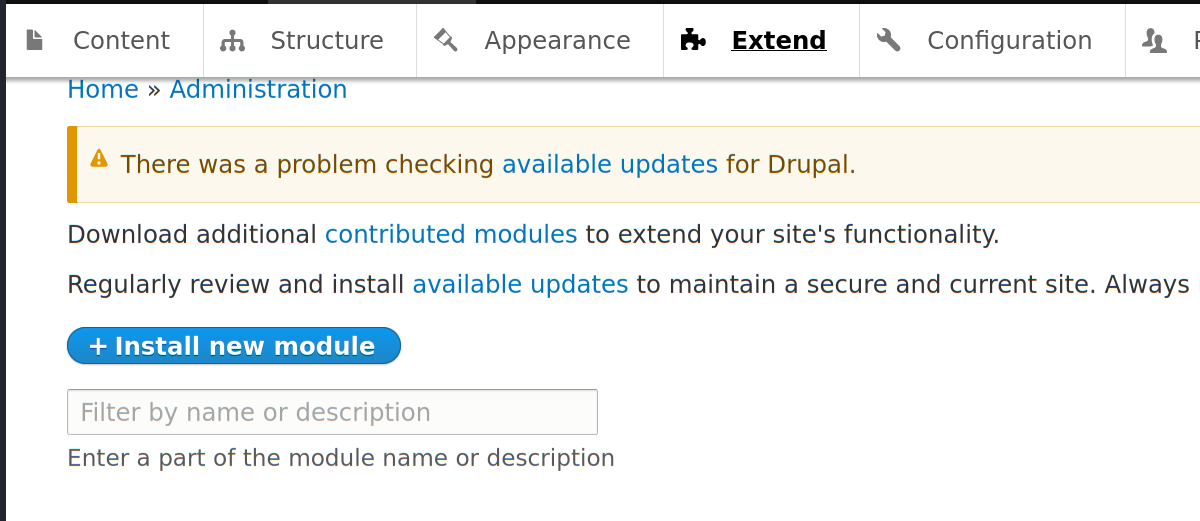 Content Structure Appearance Extend Configuration
Home » Administration
There was a problem checking available updates for Drupal.
Download additional contributed modules to extend your site's functionality.
Regularly review and install available updates to maintain a secure and current site. Always
+ Install new module
Filter by name or description
Enter a part of the module name or description